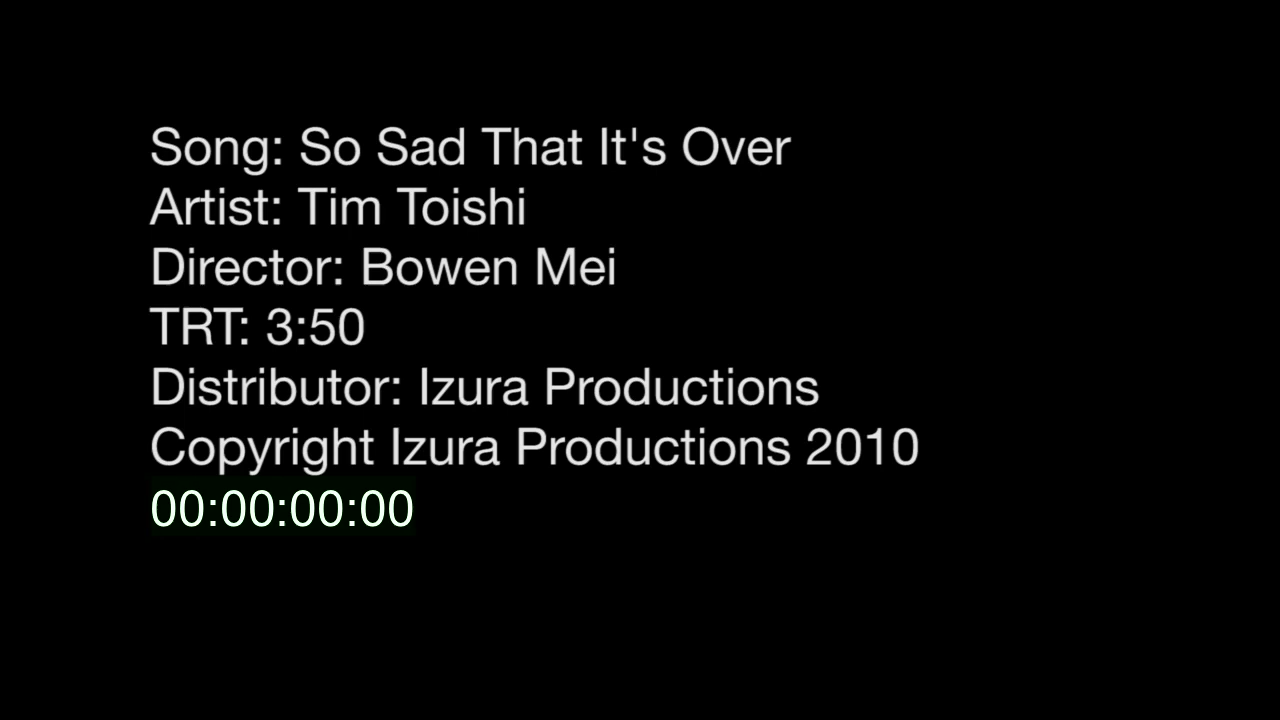 Song: So Sad That It's Over
Artist: Tim Toishi
Director: Bowen Mei
TRT: 3:50
Distributor: Izura Productions
Copyright Izura Productions 2010
00:00:00:00